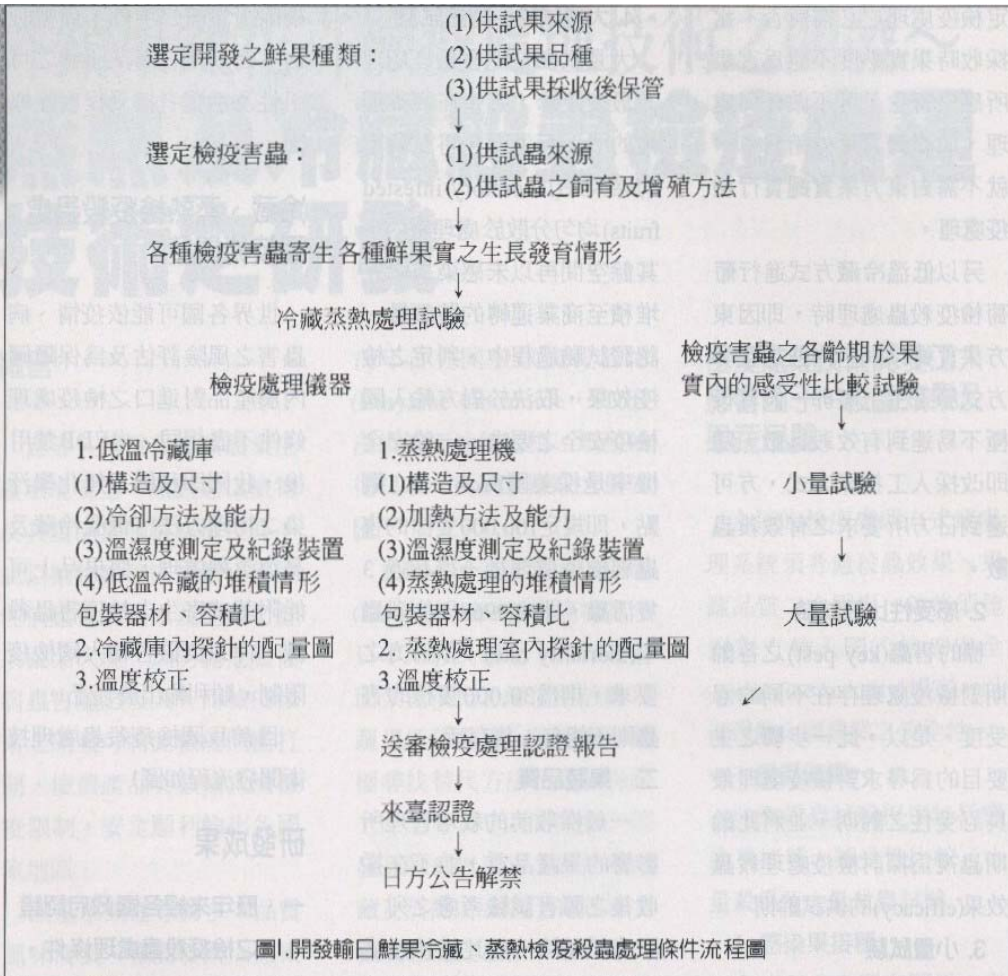 (1)供試果來源
選定開發之鮮果種類：
(2)供試果品種
(3)供試果採收後保管
選定檢疫害蟲：
(1)供試蟲來源
(2)供試蟲之飼育及增殖方法
各種檢疫害蟲寄生各種鮮果實之生長發育情形
冷藏蒸熱處理試驗
檢疫處理儀器
1.低溫冷藏庫
(1)構造及尺寸
(2)冷卻方法及能力
(3)溫濕度測定及紀錄裝置
(4)低溫冷藏的堆積情形
包裝器材、容積比
2.冷藏庫內探針的配量圖
3.溫度校正
1.蒸熱處理機
(1)構造及尺寸
(2)加熱方法及能力
(3)溫濕度測定及紀錄裝置
(4)蒸熱處理的堆積情形
包裝器材、容積比
2.蒸熱處理室內探針的配量圖
3.溫度校正
檢疫害蟲之各齡期於果
實內的感受性比較試驗
小量試驗
大量試驗
送審檢疫處理認證報告
來臺認證
日方公告解禁
圖1.開發輸日鮮果冷藏、蒸熱檢疫殺蟲處理條件流程圖